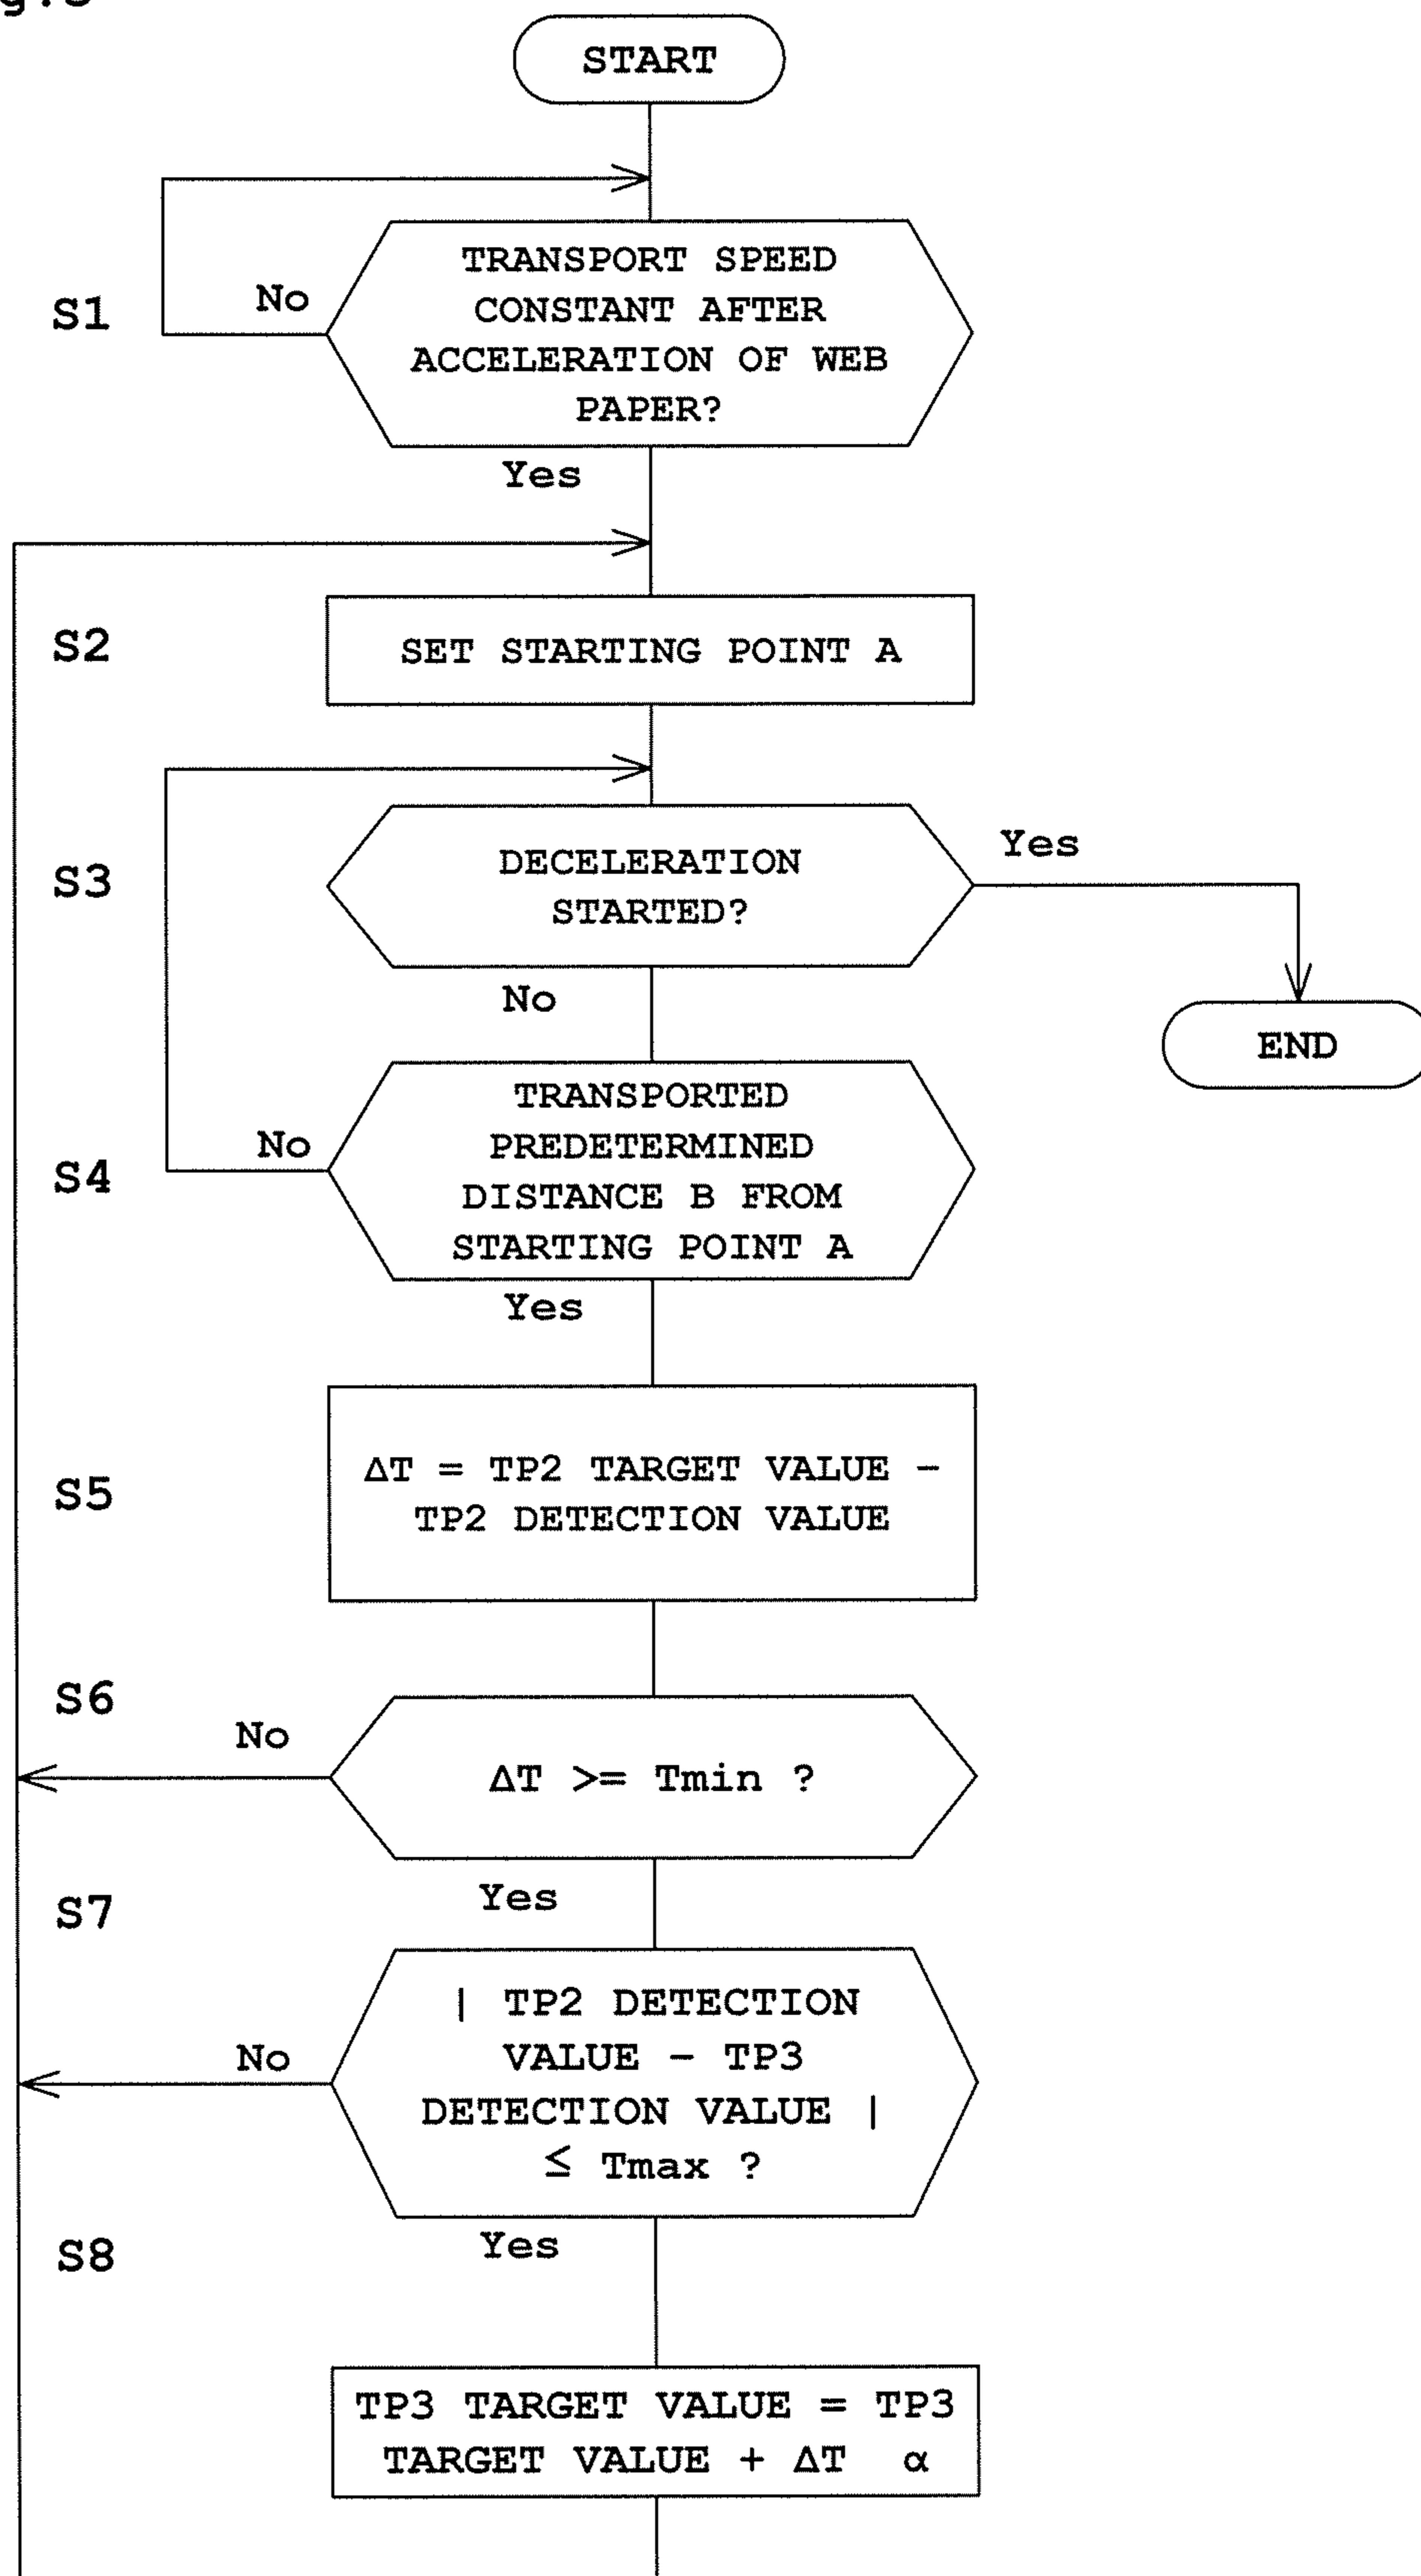 START
TRANSPORT SPEED
CONSTANT AFTER
ACCELERATION OF WEB
PAPER?
S1
No
Yes
S2
SET STARTING POINT A
S3
DECELERATION
STARTED?
Yes
No
END
S4
TRANSPORTED
PREDETERMINED
DISTANCE B FROM
STARTING POINT A
No
Yes
S5
ΔT = TP2 TARGET VALUE −
TP2 DETECTION VALUE
S6
No
ΔT >= Tmin ?
Yes
S7
| TP2 DETECTION
VALUE − TP3
DETECTION VALUE |
≤ Tmax ?
No
Yes
S8
TP3 TARGET VALUE = TP3
TARGET VALUE + ΔT α